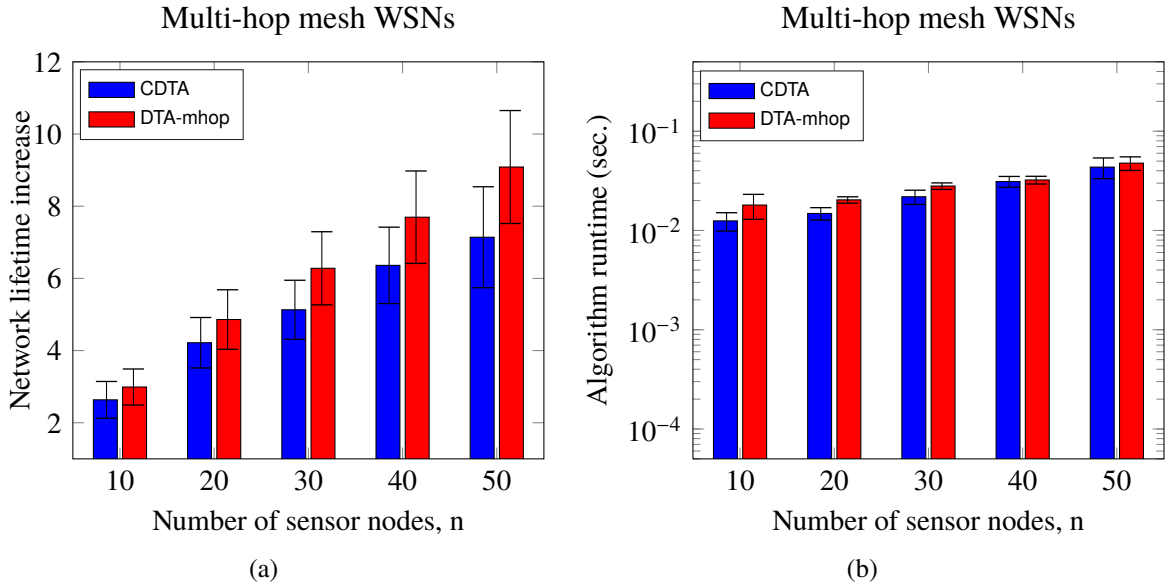 Multi-hop mesh WSNs
Network lifetime increase
12
10
8
6
4
2
CDTA
DTA-mhop
10 20 30 40 50
Number of sensor nodes, n
(a)
Multi-hop mesh WSNs
Algorithm runtime (sec.)
10⁻¹
10⁻²
10⁻³
10⁻⁴
CDTA
DTA-mhop
10 20 30 40 50
Number of sensor nodes, n
(b)